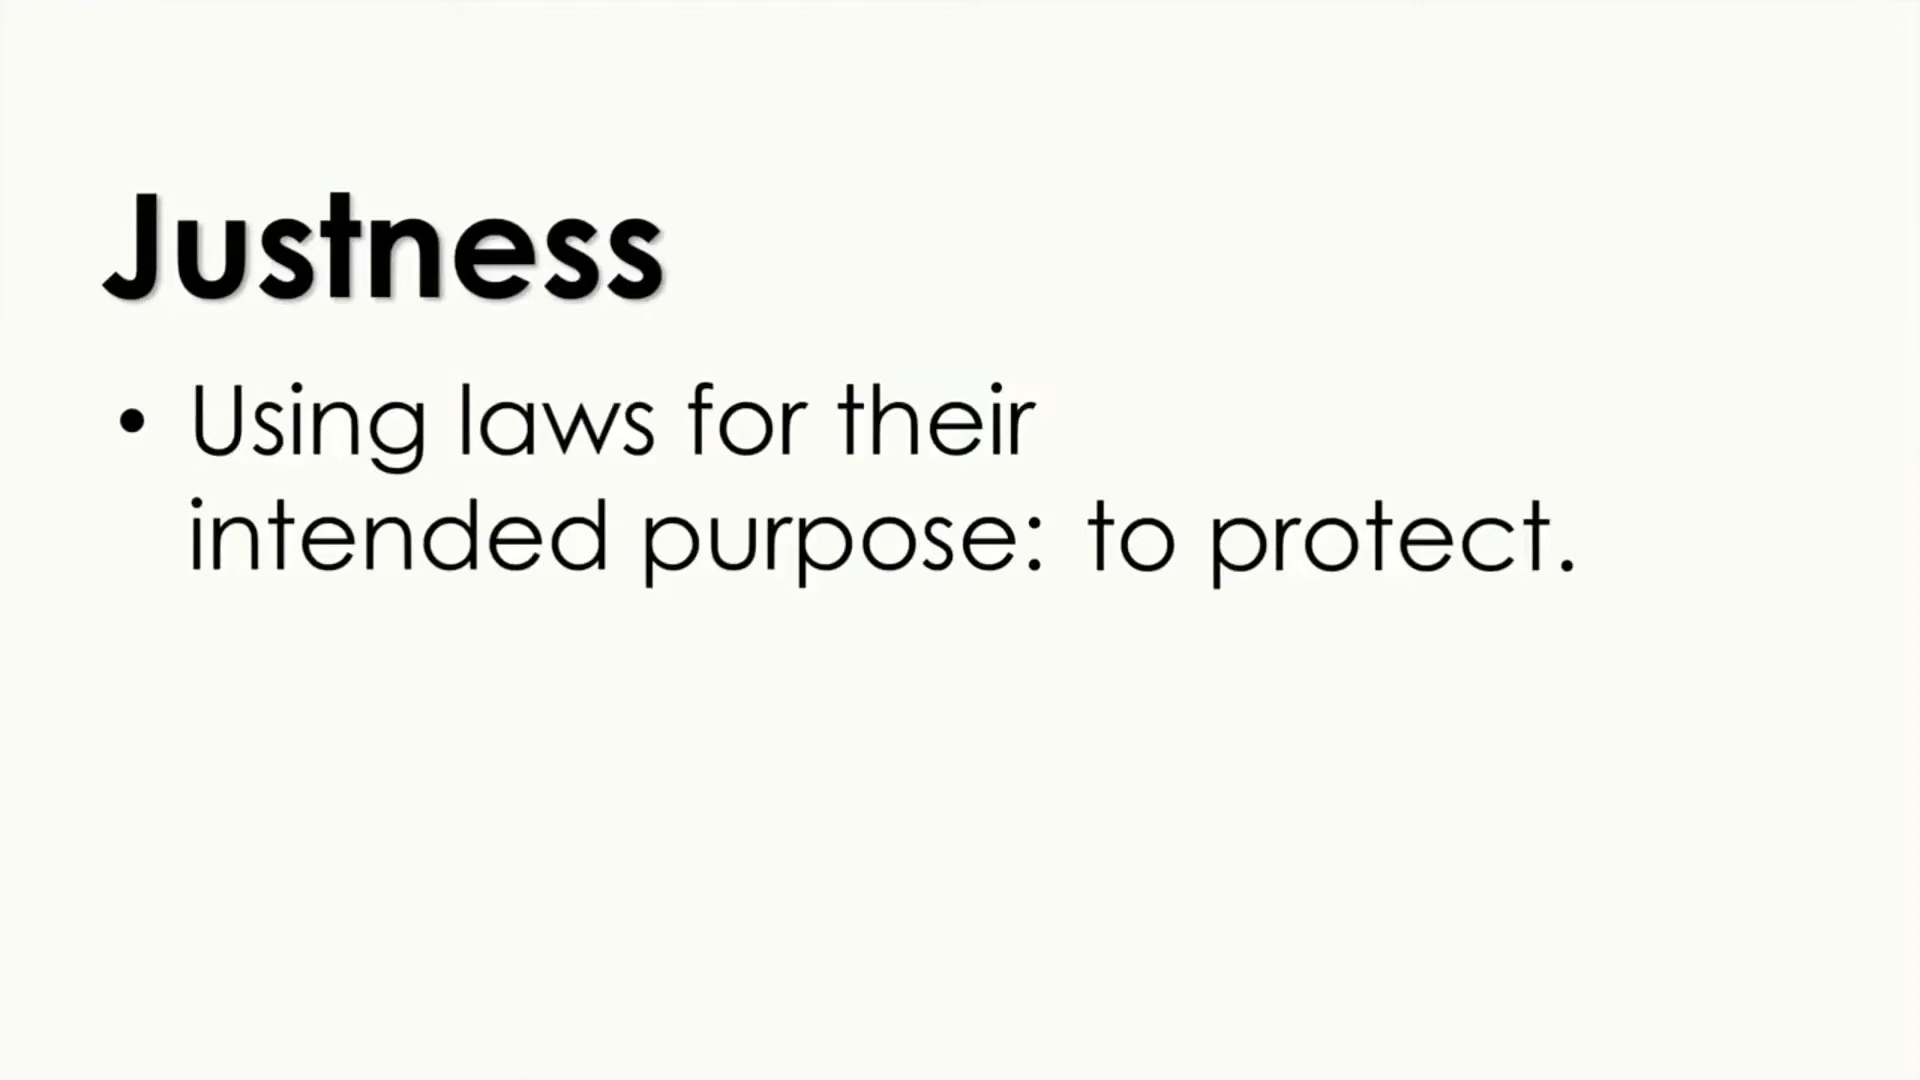 Justness
• Using laws for their
intended purpose: to protect.